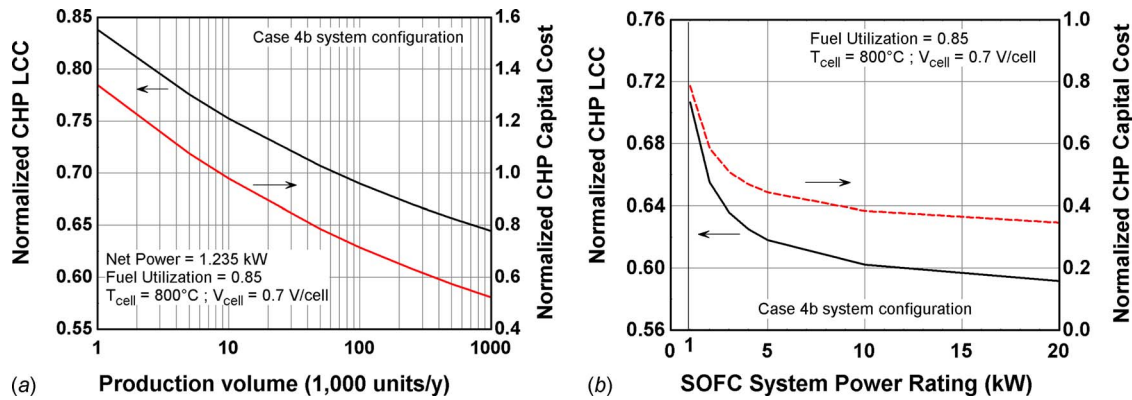 0.85
0.80
0.75
0.70
0.65
0.60
0.55
Normalized CHP LCC
1.6
1.4
1.2
1.0
0.8
0.6
0.4
Normalized CHP Capital Cost
Case 4b system configuration
Net Power = 1.235 kW
Fuel Utilization = 0.85
Tcell = 800°C ; Vcell = 0.7 V/cell
1 10 100 1000
(a) Production volume (1,000 units/y)
0.76
0.72
0.68
0.64
0.60
0.56
Normalized CHP LCC
1.0
0.8
0.6
0.4
0.2
0.0
Normalized CHP Capital Cost
Fuel Utilization = 0.85
Tcell = 800°C ; Vcell = 0.7 V/cell
Case 4b system configuration
0 1 5 10 15 20
(b) SOFC System Power Rating (kW)